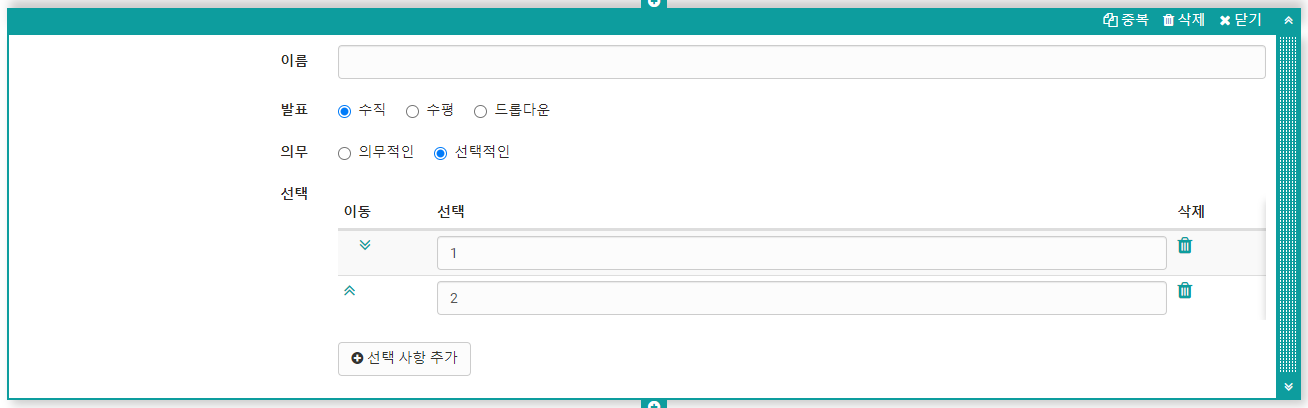 중복 삭제 닫기
이름
발표 수직 수평 드롭다운
의무 의무적인 선택적인
선택
이동 선택 삭제
1
2
선택 사항 추가